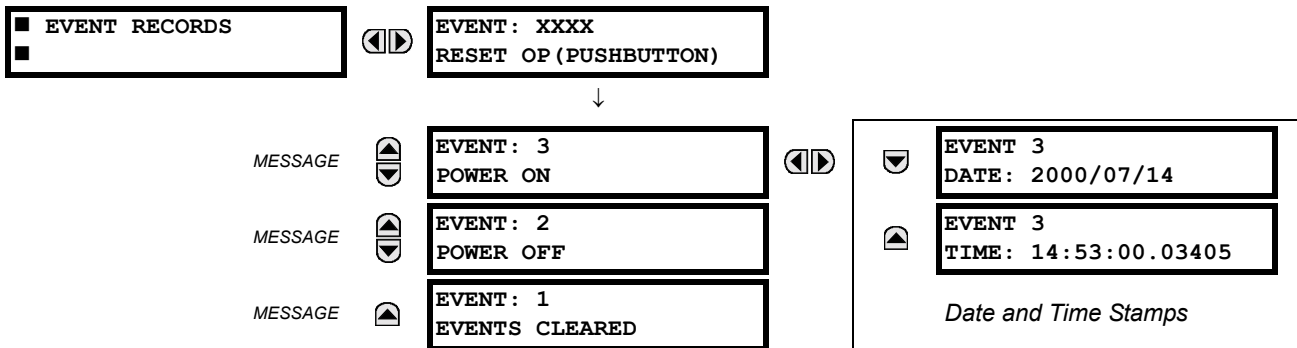 ■ EVENT RECORDS
■
EVENT: XXXX
RESET OP(PUSHBUTTON)
↓
MESSAGE
EVENT: 3
POWER ON
EVENT 3
DATE: 2000/07/14
MESSAGE
EVENT: 2
POWER OFF
EVENT 3
TIME: 14:53:00.03405
MESSAGE
EVENT: 1
EVENTS CLEARED
Date and Time Stamps